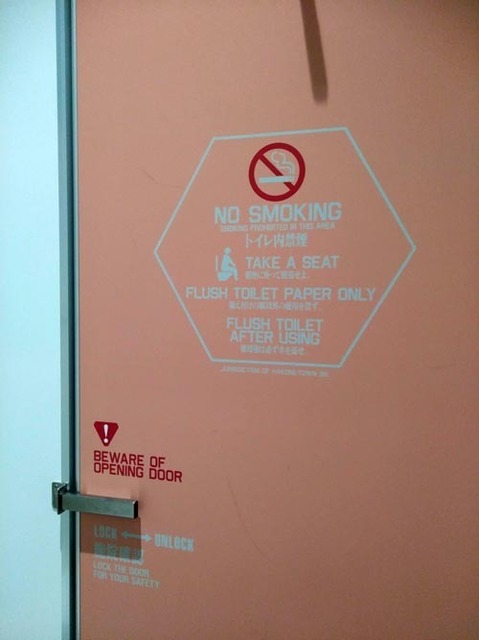 NO SMOKING
SMOKING PROHIBITED IN THIS AREA
トイレ内禁煙
TAKE A SEAT
FLUSH TOILET PAPER ONLY
FLUSH TOILET
AFTER USING
BEWARE OF
OPENING DOOR
LOCK UNLOCK
LOCK THE DOOR
FOR YOUR SAFETY